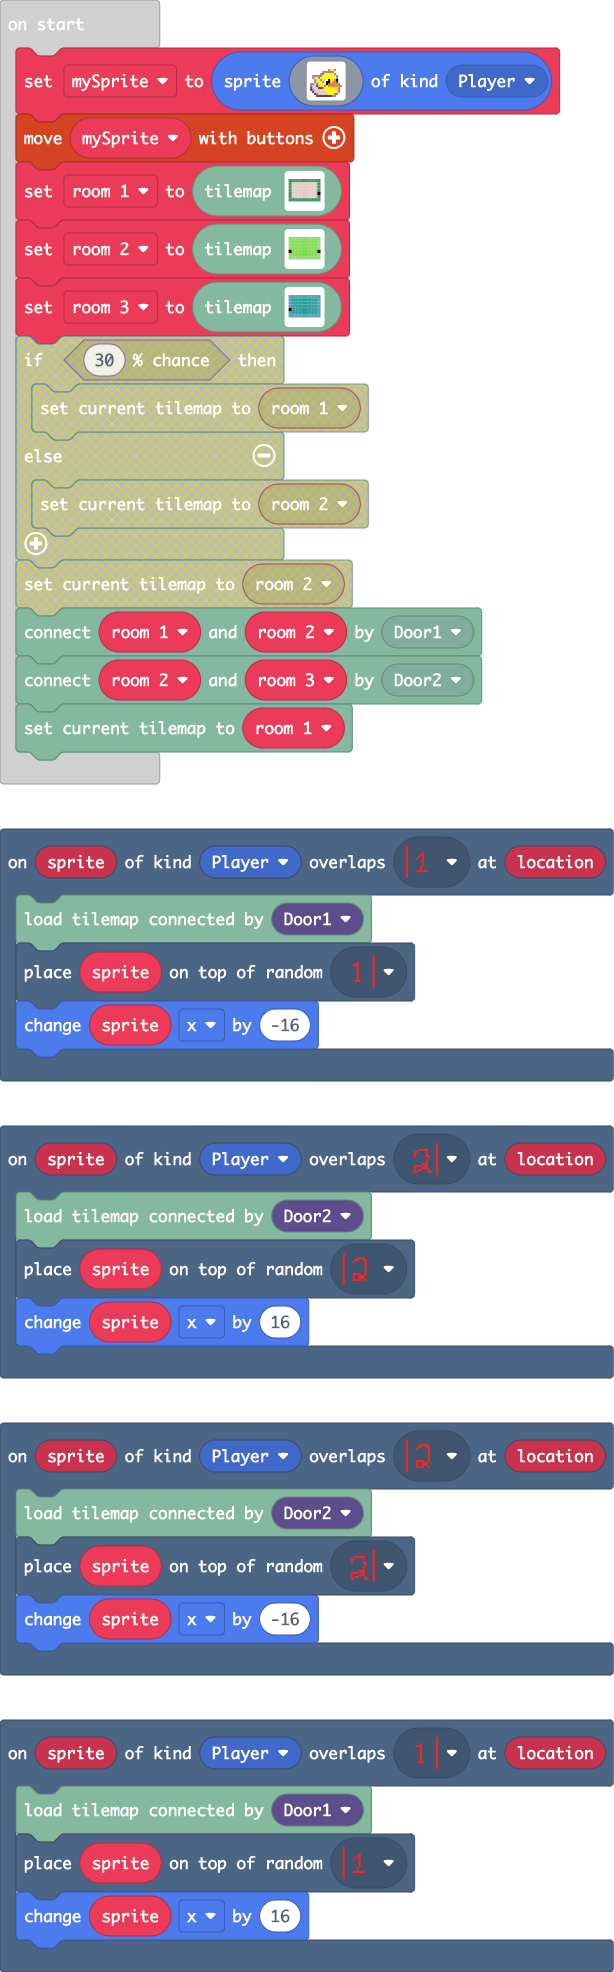 on start
set mySprite to sprite of kind Player
move mySprite with buttons
set room 1 to tilemap
set room 2 to tilemap
set room 3 to tilemap
if 30 % chance then
set current tilemap to room 1
else
set current tilemap to room 2
set current tilemap to room 2
connect room 1 and room 2 by Door1
connect room 2 and room 3 by Door2
set current tilemap to room 1
on sprite of kind Player overlaps 1 at location
load tilemap connected by Door1
place sprite on top of random 1
change sprite x by -16
on sprite of kind Player overlaps 2 at location
load tilemap connected by Door2
place sprite on top of random 2
change sprite x by 16
on sprite of kind Player overlaps 2 at location
load tilemap connected by Door2
place sprite on top of random 2
change sprite x by -16
on sprite of kind Player overlaps 1 at location
load tilemap connected by Door1
place sprite on top of random 1
change sprite x by 16